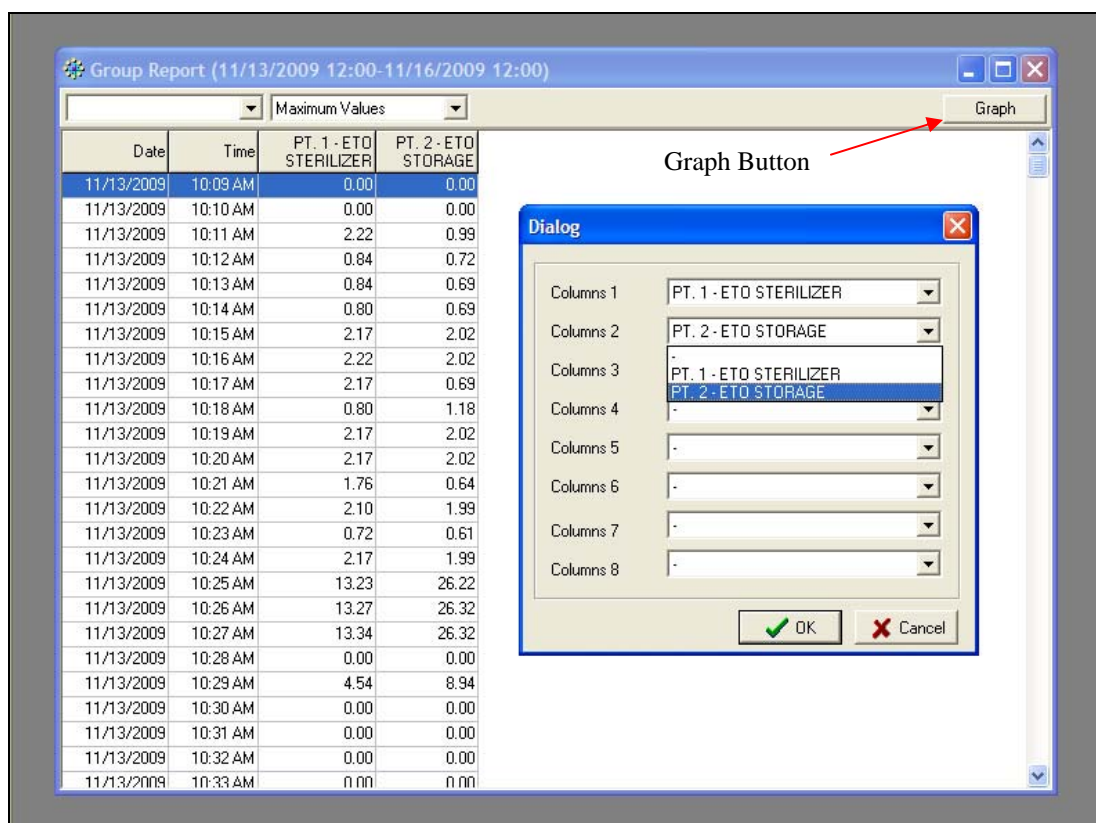 Group Report (11/13/2009 12:00-11/16/2009 12:00)
Maximum Values
Graph
Date Time PT. 1 - ETO STERILIZER PT. 2 - ETO STORAGE
11/13/2009 10:09 AM 0.00 0.00
11/13/2009 10:10 AM 0.00 0.00
11/13/2009 10:11 AM 2.22 0.99
11/13/2009 10:12 AM 0.84 0.72
11/13/2009 10:13 AM 0.84 0.69
11/13/2009 10:14 AM 0.80 0.69
11/13/2009 10:15 AM 2.17 2.02
11/13/2009 10:16 AM 2.22 2.02
11/13/2009 10:17 AM 2.17 0.69
11/13/2009 10:18 AM 0.80 1.18
11/13/2009 10:19 AM 2.17 2.02
11/13/2009 10:20 AM 2.17 2.02
11/13/2009 10:21 AM 1.76 0.64
11/13/2009 10:22 AM 2.10 1.99
11/13/2009 10:23 AM 0.72 0.61
11/13/2009 10:24 AM 2.17 1.99
11/13/2009 10:25 AM 13.23 26.22
11/13/2009 10:26 AM 13.27 26.32
11/13/2009 10:27 AM 13.34 26.32
11/13/2009 10:28 AM 0.00 0.00
11/13/2009 10:29 AM 4.54 8.94
11/13/2009 10:30 AM 0.00 0.00
11/13/2009 10:31 AM 0.00 0.00
11/13/2009 10:32 AM 0.00 0.00
11/13/2009 10:33 AM 0.00 0.00
Graph Button
Dialog
Columns 1 PT. 1 - ETO STERILIZER
Columns 2 PT. 2 - ETO STORAGE
-
Columns 3 PT. 1 - ETO STERILIZER
PT. 2 - ETO STORAGE
Columns 4 -
Columns 5 -
Columns 6 -
Columns 7 -
Columns 8 -
OK Cancel